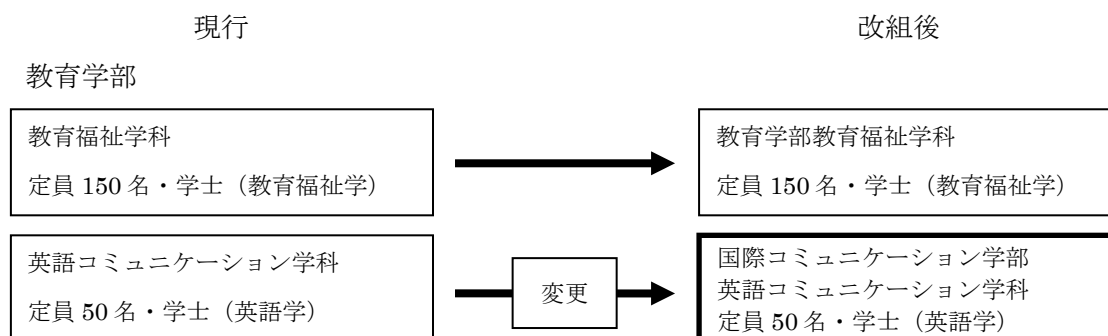 現行
改組後
教育学部
教育福祉学科
定員 150 名・学士（教育福祉学）
教育学部教育福祉学科
定員 150 名・学士（教育福祉学）
英語コミュニケーション学科
定員 50 名・学士（英語学）
変更
国際コミュニケーション学部
英語コミュニケーション学科
定員 50 名・学士（英語学）